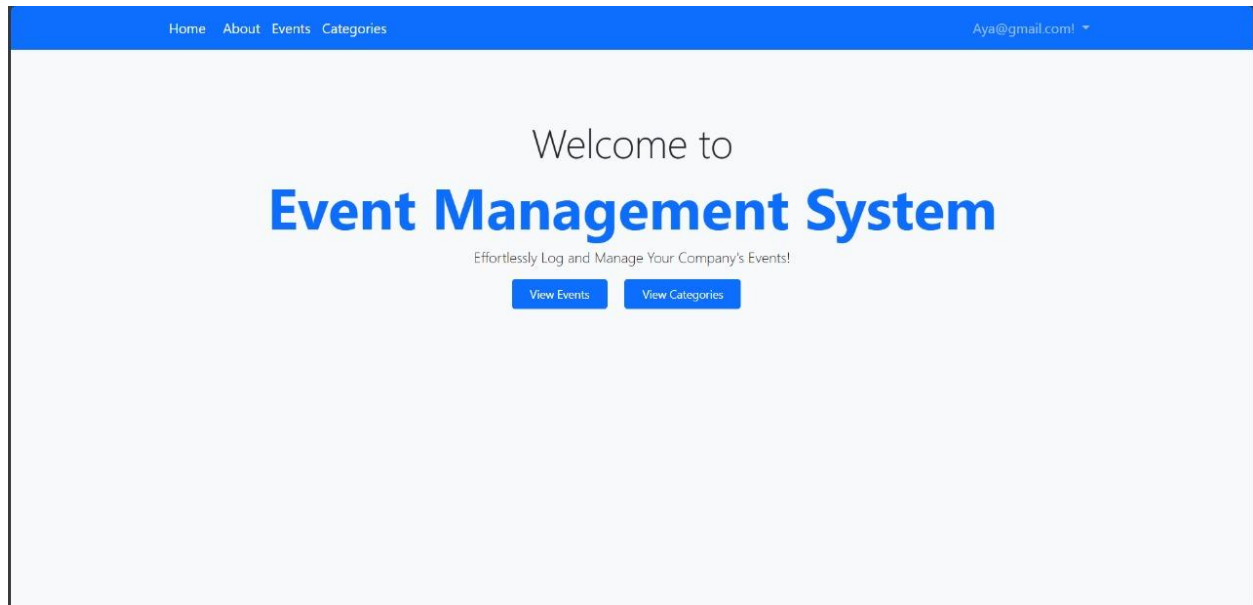 Home About Events Categories Aya@gmail.com!
Welcome to
Event Management System
Effortlessly Log and Manage Your Company's Events!
View Events View Categories